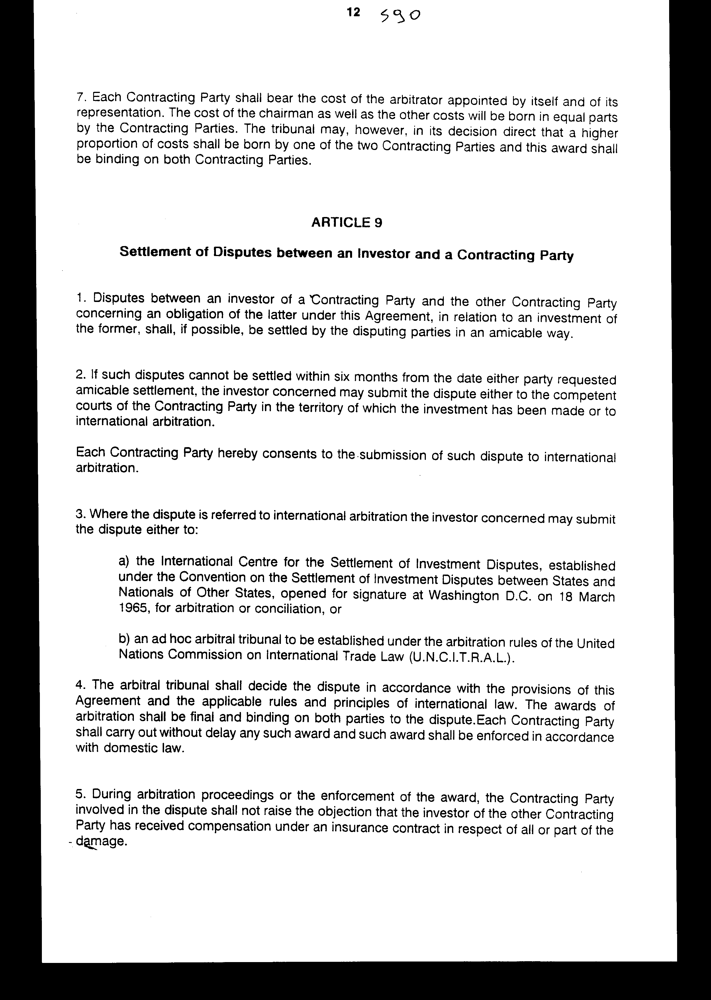 12 590
7. Each Contracting Party shall bear the cost of the arbitrator appointed by itself and of its
representation. The cost of the chairman as well as the other costs will be born in equal parts
by the Contracting Parties. The tribunal may, however, in its decision direct that a higher
proportion of costs shall be born by one of the two Contracting Parties and this award shall
be binding on both Contracting Parties.
ARTICLE 9
Settlement of Disputes between an Investor and a Contracting Party
1. Disputes between an investor of a Contracting Party and the other Contracting Party
concerning an obligation of the latter under this Agreement, in relation to an investment of
the former, shall, if possible, be settled by the disputing parties in an amicable way.
2. If such disputes cannot be settled within six months from the date either party requested
amicable settlement, the investor concerned may submit the dispute either to the competent
courts of the Contracting Party in the territory of which the investment has been made or to
international arbitration.
Each Contracting Party hereby consents to the submission of such dispute to international
arbitration.
3. Where the dispute is referred to international arbitration the investor concerned may submit
the dispute either to:
a) the International Centre for the Settlement of Investment Disputes, established
under the Convention on the Settlement of Investment Disputes between States and
Nationals of Other States, opened for signature at Washington D.C. on 18 March
1965, for arbitration or conciliation, or
b) an ad hoc arbitral tribunal to be established under the arbitration rules of the United
Nations Commission on International Trade Law (U.N.C.I.T.R.A.L.).
4. The arbitral tribunal shall decide the dispute in accordance with the provisions of this
Agreement and the applicable rules and principles of international law. The awards of
arbitration shall be final and binding on both parties to the dispute.Each Contracting Party
shall carry out without delay any such award and such award shall be enforced in accordance
with domestic law.
5. During arbitration proceedings or the enforcement of the award, the Contracting Party
involved in the dispute shall not raise the objection that the investor of the other Contracting
Party has received compensation under an insurance contract in respect of all or part of the
damage.